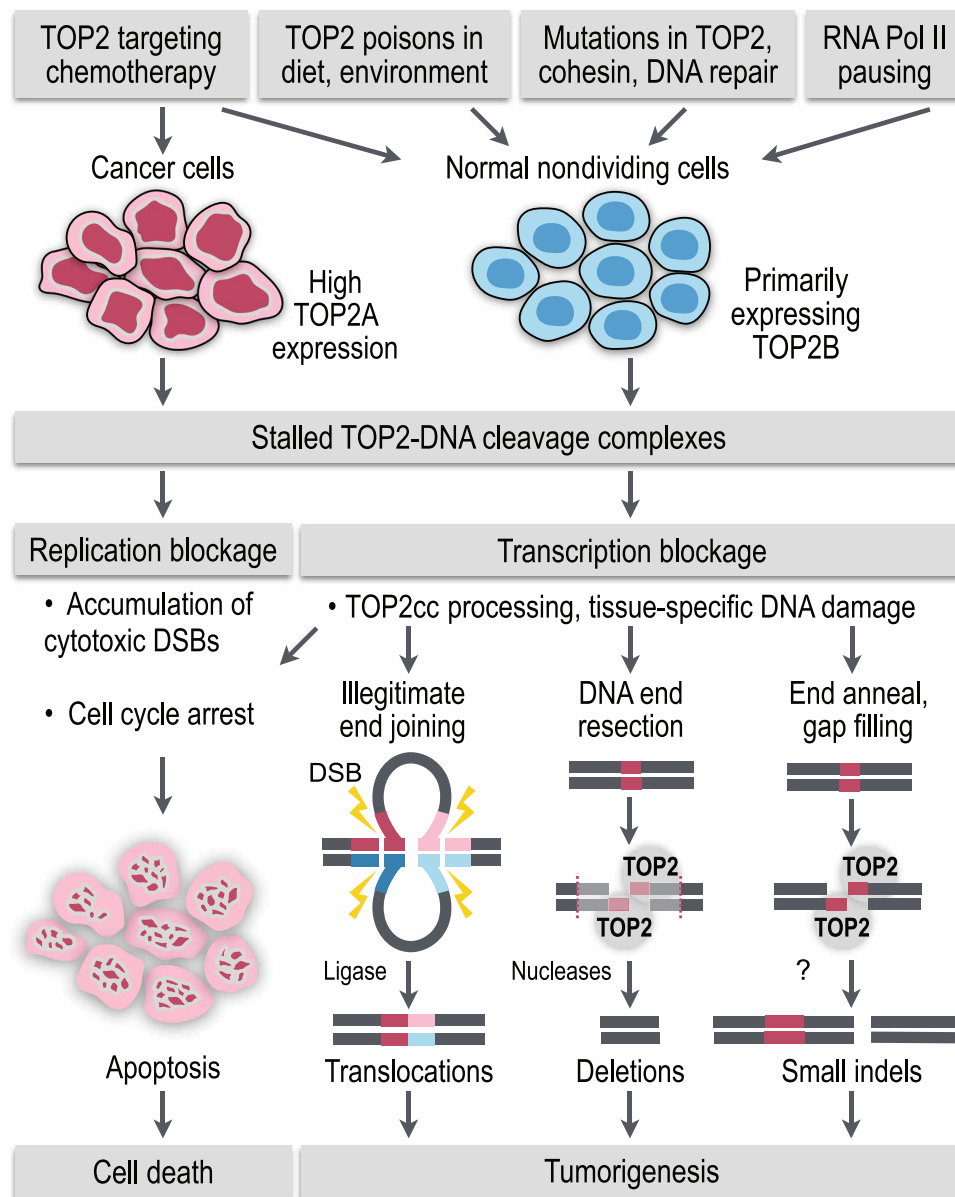 TOP2 targeting
chemotherapy
TOP2 poisons in
diet, environment
Mutations in TOP2,
cohesin, DNA repair
RNA Pol II
pausing
Cancer cells
Normal nondividing cells
High
TOP2A
expression
Primarily
expressing
TOP2B
Stalled TOP2-DNA cleavage complexes
Replication blockage
Transcription blockage
• Accumulation of
cytotoxic DSBs
• TOP2cc processing, tissue-specific DNA damage
• Cell cycle arrest
Illegitimate
end joining
DNA end
resection
End anneal,
gap filling
DSB
TOP2
TOP2
TOP2
TOP2
Ligase
Nucleases
?
Apoptosis
Translocations
Deletions
Small indels
Cell death
Tumorigenesis